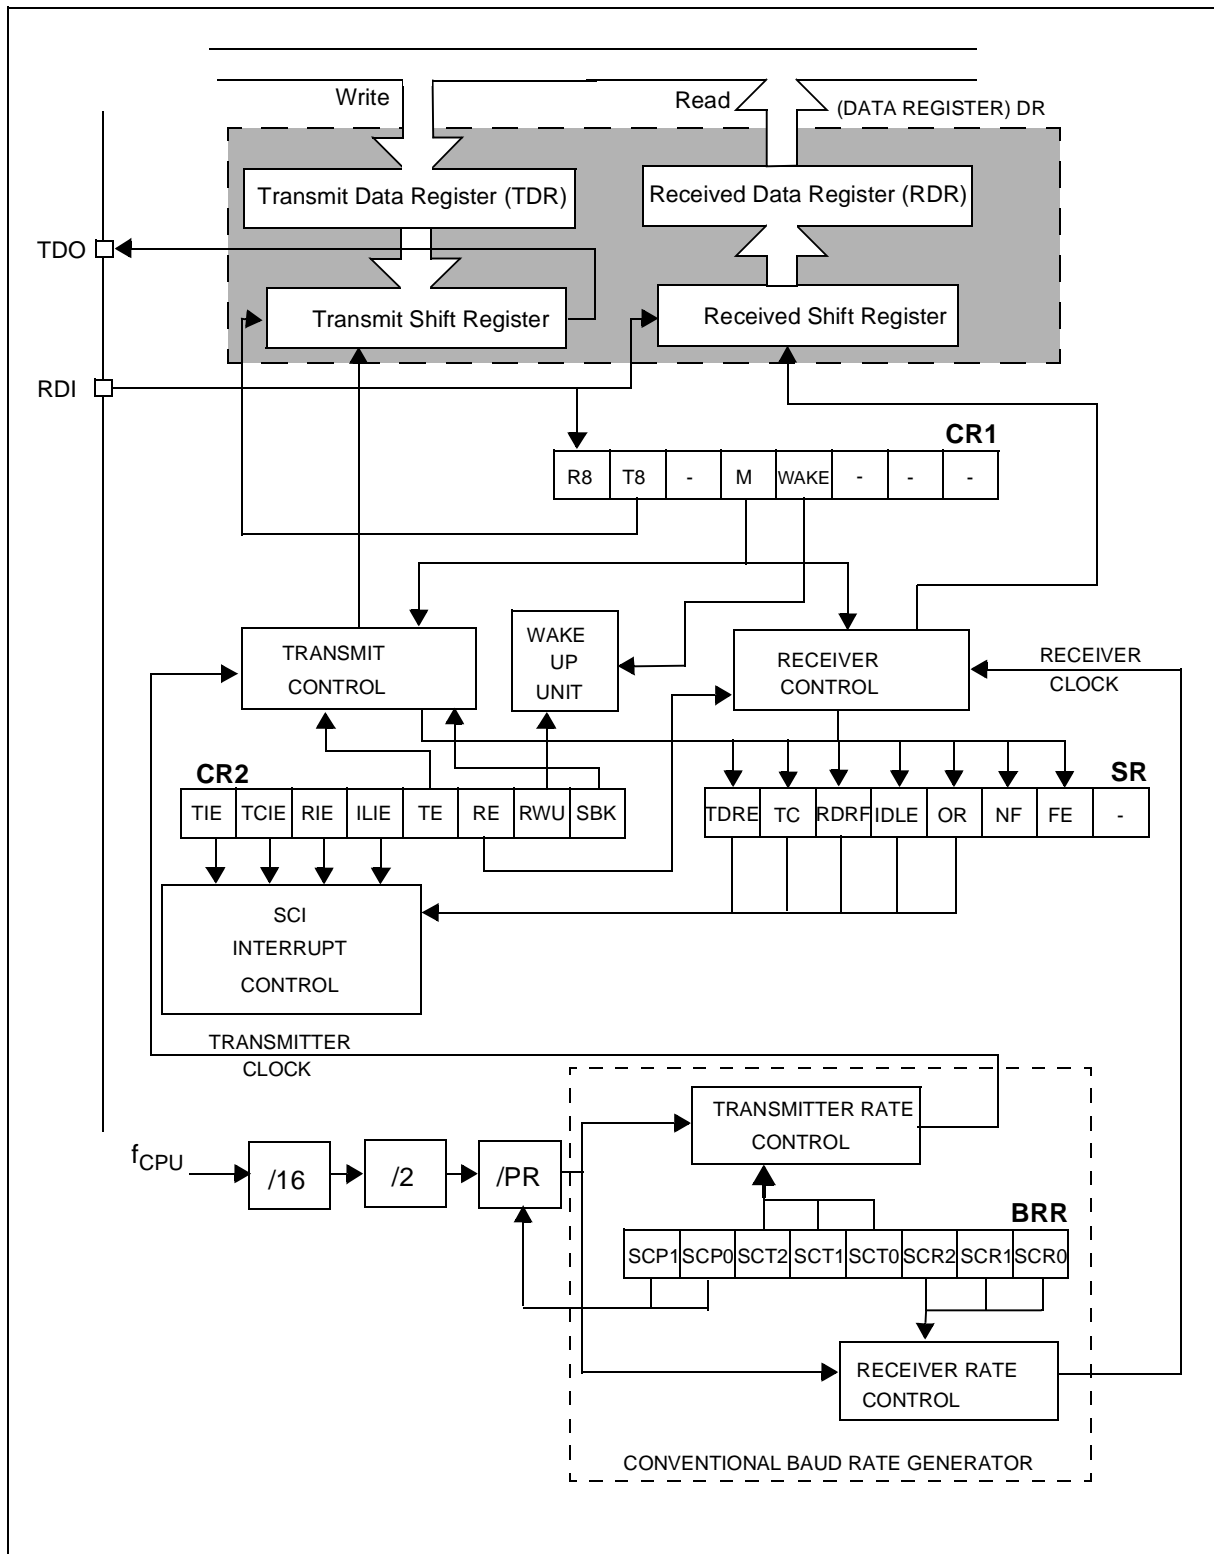 Write
Read
(DATA REGISTER) DR
Transmit Data Register (TDR)
Received Data Register (RDR)
TDO
Transmit Shift Register
Received Shift Register
RDI
CR1
R8 T8 - M WAKE - - -
TRANSMIT
CONTROL
WAKE
UP
UNIT
RECEIVER
CONTROL
RECEIVER
CLOCK
CR2
SR
TIE TCIE RIE ILIE TE RE RWU SBK
TDRE TC RDRF IDLE OR NF FE -
SCI
INTERRUPT
CONTROL
TRANSMITTER
CLOCK
TRANSMITTER RATE
CONTROL
fCPU
/16
/2
/PR
BRR
SCP1 SCP0 SCT2 SCT1 SCT0 SCR2 SCR1 SCR0
RECEIVER RATE
CONTROL
CONVENTIONAL BAUD RATE GENERATOR